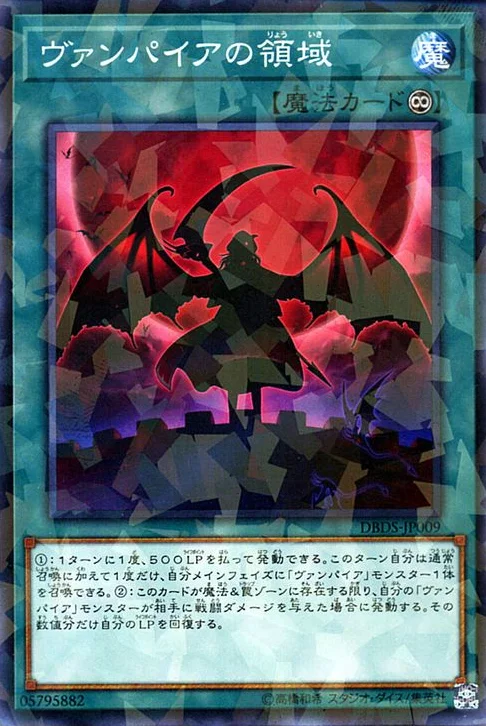 ヴァンパイアの領域
りょう いき
魔
【魔法カード】
ま ほう
DBDS-JP009
①:1ターンに1度、500LPを払って発動できる。このターン自分は通常
召喚に加えて1度だけ、自分メインフェイズに「ヴァンパイア」モンスター1体
を召喚できる。②:このカードが魔法&罠ゾーンに存在する限り、自分の「ヴァン
パイア」モンスターが相手に戦闘ダメージを与えた場合に発動する。その
数値分だけ自分のLPを回復する。
05795882
©高橋和希 スタジオ・ダイス/集英社